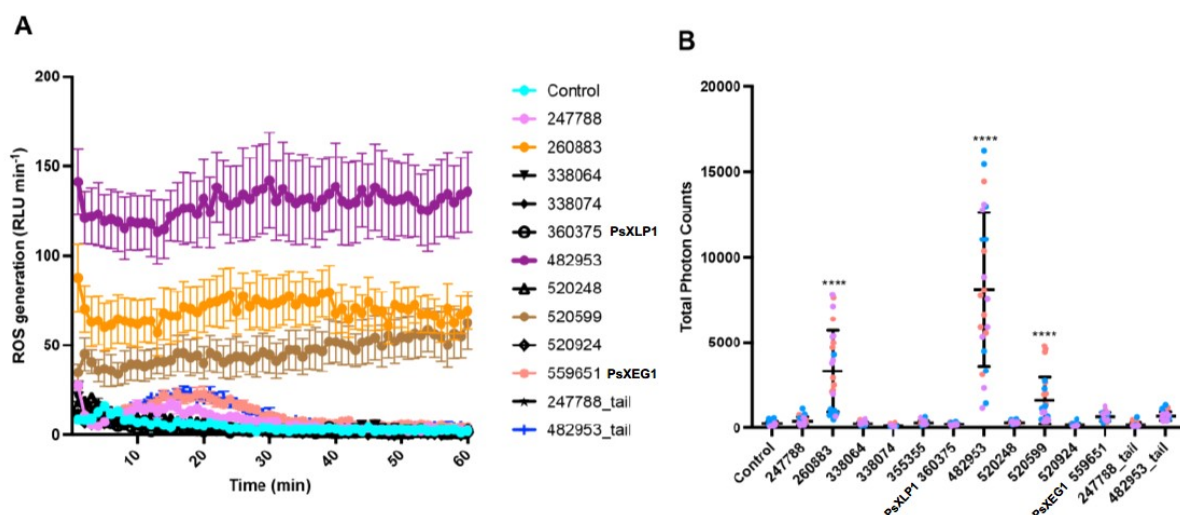 A
ROS generation (RLU min⁻¹)
200
150
100
50
0
10
20
30
40
50
60
Time (min)
Control
247788
260883
338064
338074
360375 PsXLP1
482953
520248
520599
520924
559651 PsXEG1
247788_tail
482953_tail
B
Total Photon Counts
20000
15000
10000
5000
0
****
****
****
Control
247788
260883
338064
338074
355355
PsXLP1 360375
482953
520248
520599
520924
PsXEG1 559651
247788_tail
482953_tail